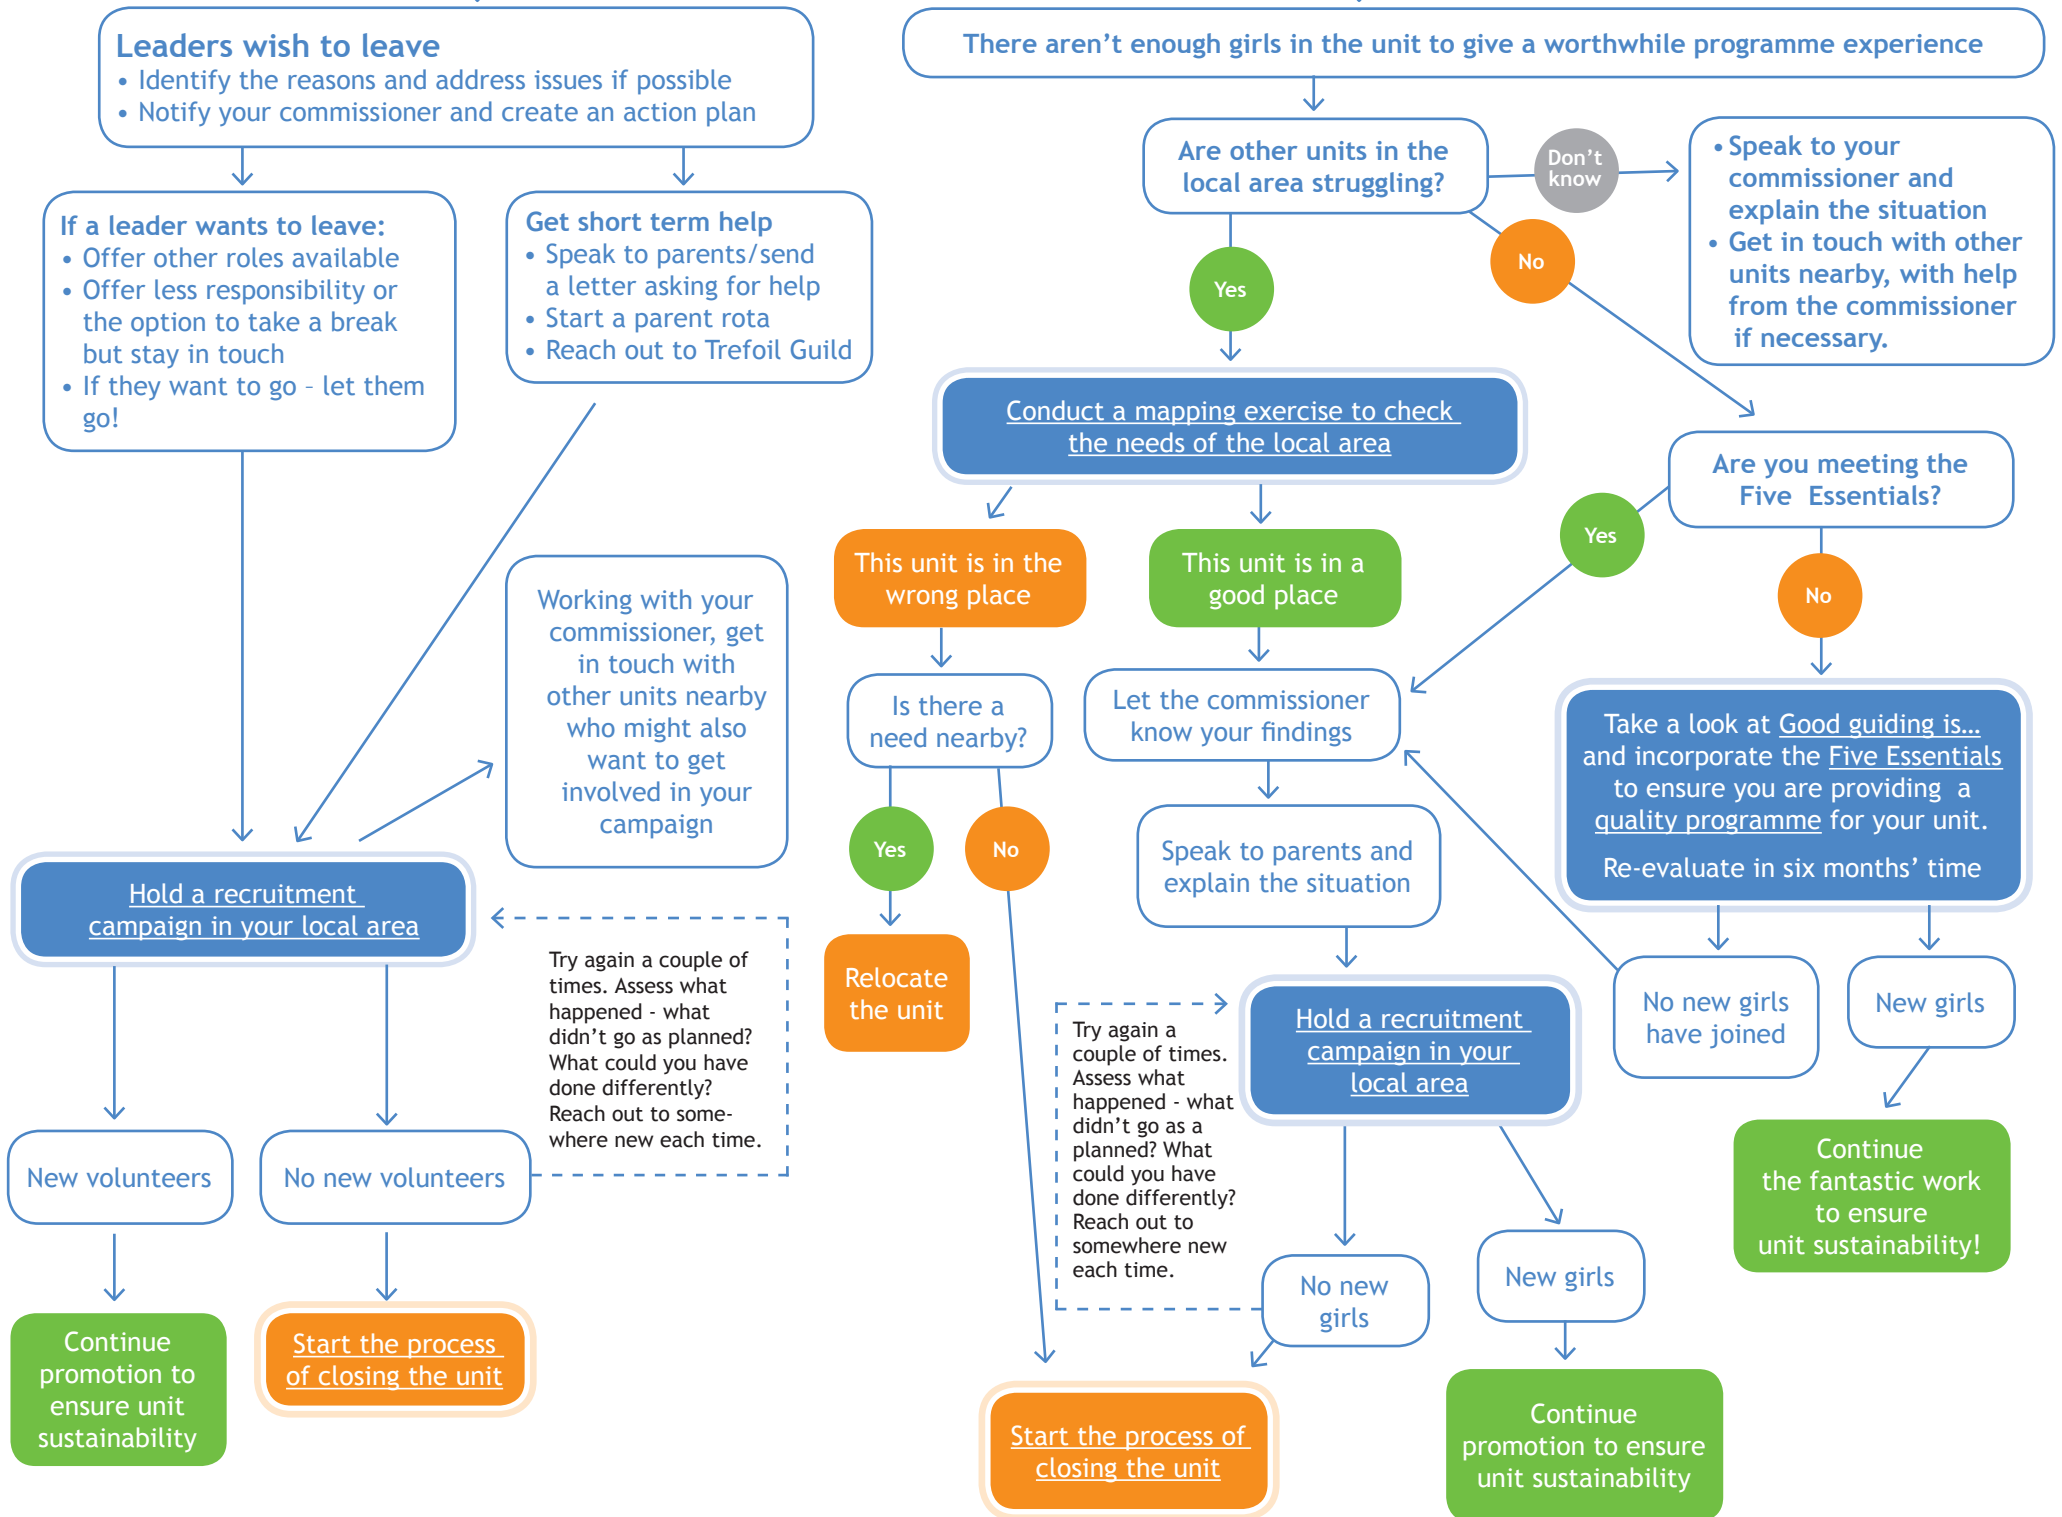 Leaders wish to leave
• Identify the reasons and address issues if possible
• Notify your commissioner and create an action plan
If a leader wants to leave:
• Offer other roles available
• Offer less responsibility or
the option to take a break
but stay in touch
• If they want to go – let them
go!
Get short term help
• Speak to parents/send
a letter asking for help
• Start a parent rota
• Reach out to Trefoil Guild
Working with your
commissioner, get
in touch with
other units nearby
who might also
want to get
involved in your
campaign
Hold a recruitment
campaign in your local area
Try again a couple of
times. Assess what
happened - what
didn’t go as planned?
What could you have
done differently?
Reach out to some-
where new each time.
New volunteers
No new volunteers
Continue
promotion to
ensure unit
sustainability
Start the process
of closing the unit
There aren’t enough girls in the unit to give a worthwhile programme experience
Are other units in the
local area struggling?
Don’t
know
• Speak to your
commissioner and
explain the situation
• Get in touch with other
units nearby, with help
from the commissioner
if necessary.
Yes
No
Conduct a mapping exercise to check
the needs of the local area
Are you meeting the
Five Essentials?
Yes
No
This unit is in the
wrong place
This unit is in a
good place
Is there a
need nearby?
Let the commissioner
know your findings
Take a look at Good guiding is…
and incorporate the Five Essentials
to ensure you are providing a
quality programme for your unit.
Re-evaluate in six months’ time
Yes
No
Speak to parents and
explain the situation
Relocate
the unit
Hold a recruitment
campaign in your
local area
No new girls
have joined
New girls
Try again a
couple of times.
Assess what
happened - what
didn’t go as a
planned? What
could you have
done differently?
Reach out to
somewhere new
each time.
Continue
the fantastic work
to ensure
unit sustainability!
No new
girls
New girls
Start the process of
closing the unit
Continue
promotion to ensure
unit sustainability